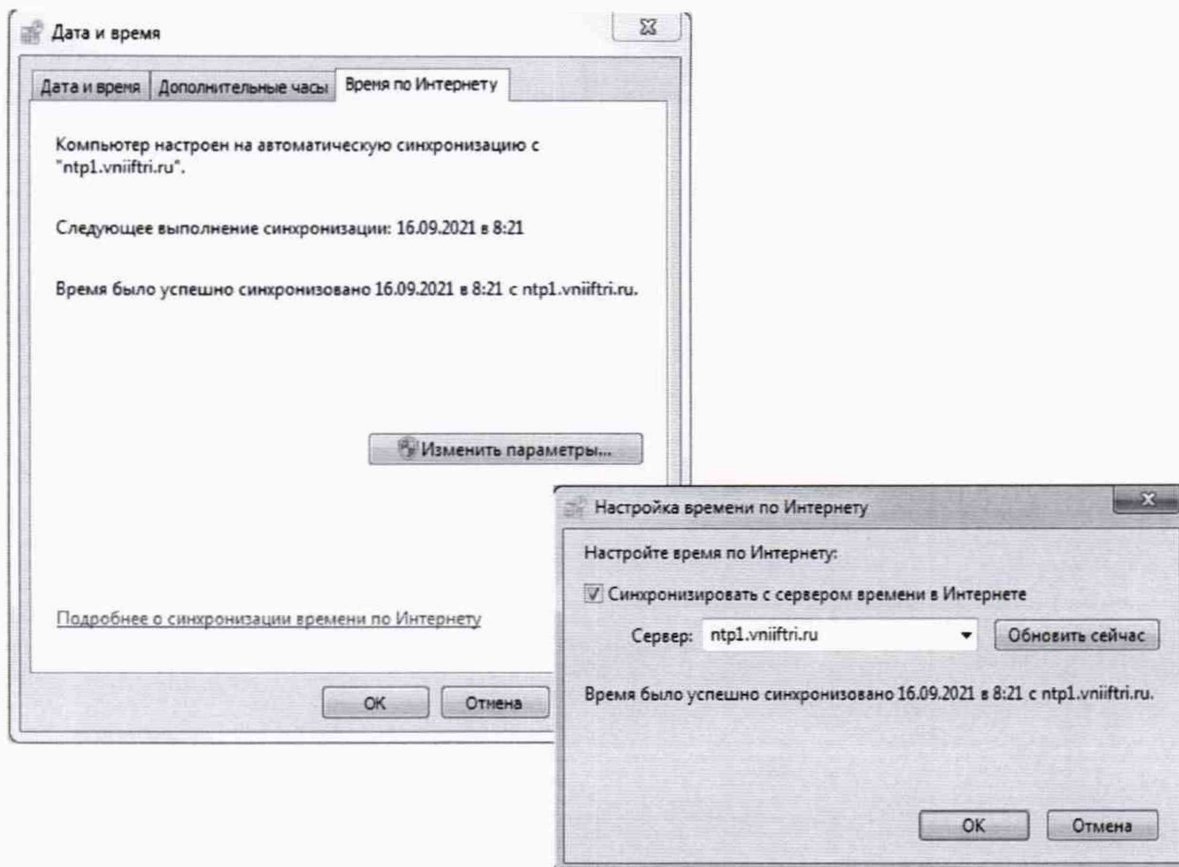 Дата и время
Дата и время Дополнительные часы Время по Интернету
Компьютер настроен на автоматическую синхронизацию с
"ntp1.vniiftri.ru".
Следующее выполнение синхронизации: 16.09.2021 в 8:21
Время было успешно синхронизовано 16.09.2021 в 8:21 с ntp1.vniiftri.ru.
Изменить параметры...
Подробнее о синхронизации времени по Интернету
ОК Отмена
Настройка времени по Интернету
Настройте время по Интернету:
Синхронизировать с сервером времени в Интернете
Сервер: ntp1.vniiftri.ru Обновить сейчас
Время было успешно синхронизовано 16.09.2021 в 8:21 с ntp1.vniiftri.ru.
ОК Отмена